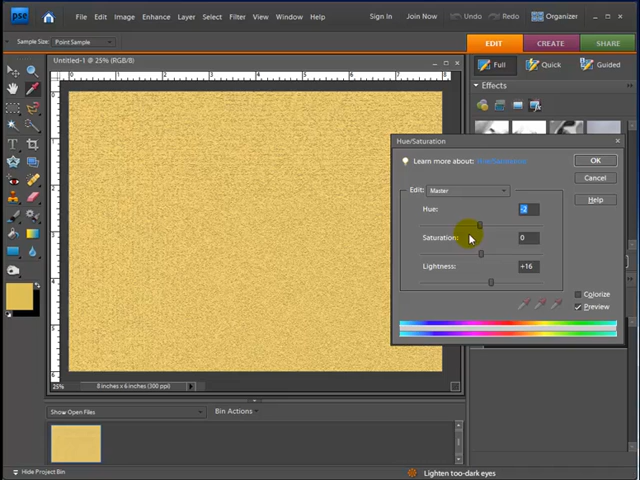 pse
File
Edit
Image
Enhance
Layer
Select
Filter
View
Window
Help
Sign In
Join Now
Undo
Redo
Organizer
Sample Size:
Point Sample
EDIT
CREATE
SHARE
Untitled-1 @ 25% (RGB/8)
Full
Quick
Guided
Effects
Hue/Saturation
Learn more about:
Hue/Saturation
OK
Cancel
Help
Edit:
Master
Hue:
-2
Saturation:
0
Lightness:
+16
Colorize
Preview
25%
8 inches x 6 inches (300 ppi)
Show Open Files
Bin Actions
Hide Project Bin
Lighten too-dark eyes